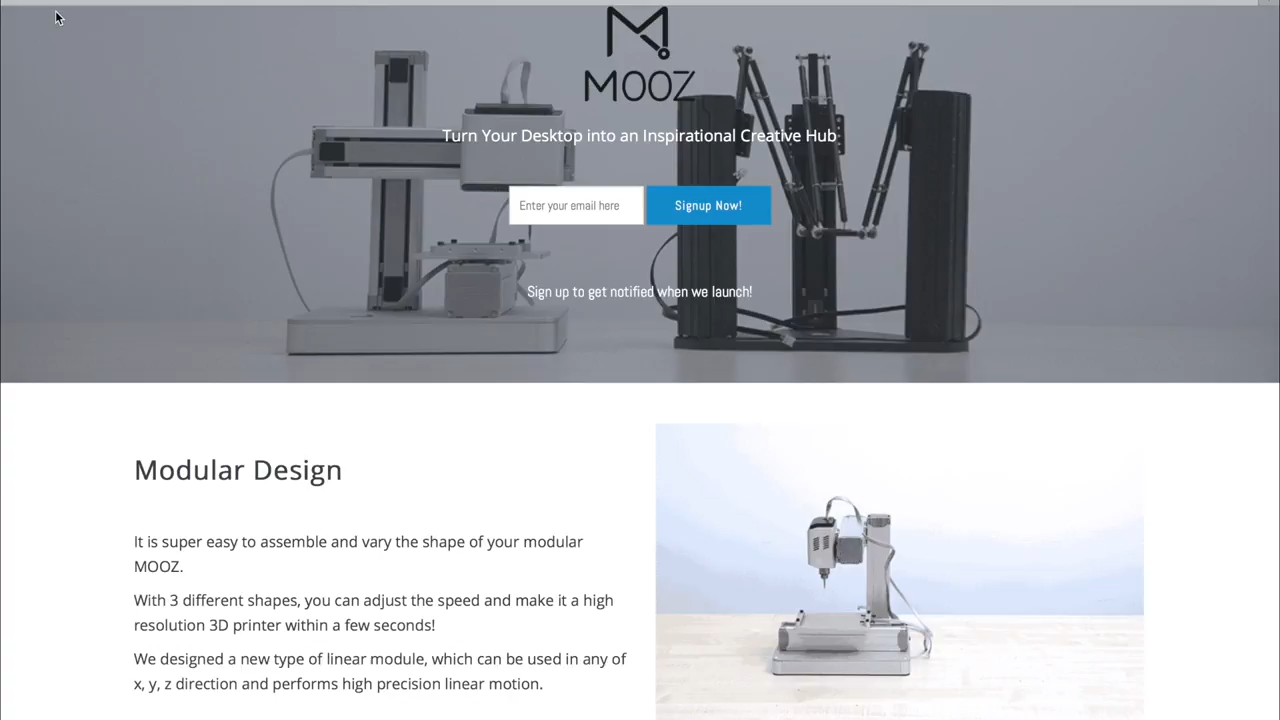 MOOZ
Turn Your Desktop into an Inspirational Creative Hub
Enter your email here
Signup Now!
Sign up to get notified when we launch!
Modular Design
It is super easy to assemble and vary the shape of your modular
MOOZ.
With 3 different shapes, you can adjust the speed and make it a high
resolution 3D printer within a few seconds!
We designed a new type of linear module, which can be used in any of
x, y, z direction and performs high precision linear motion.